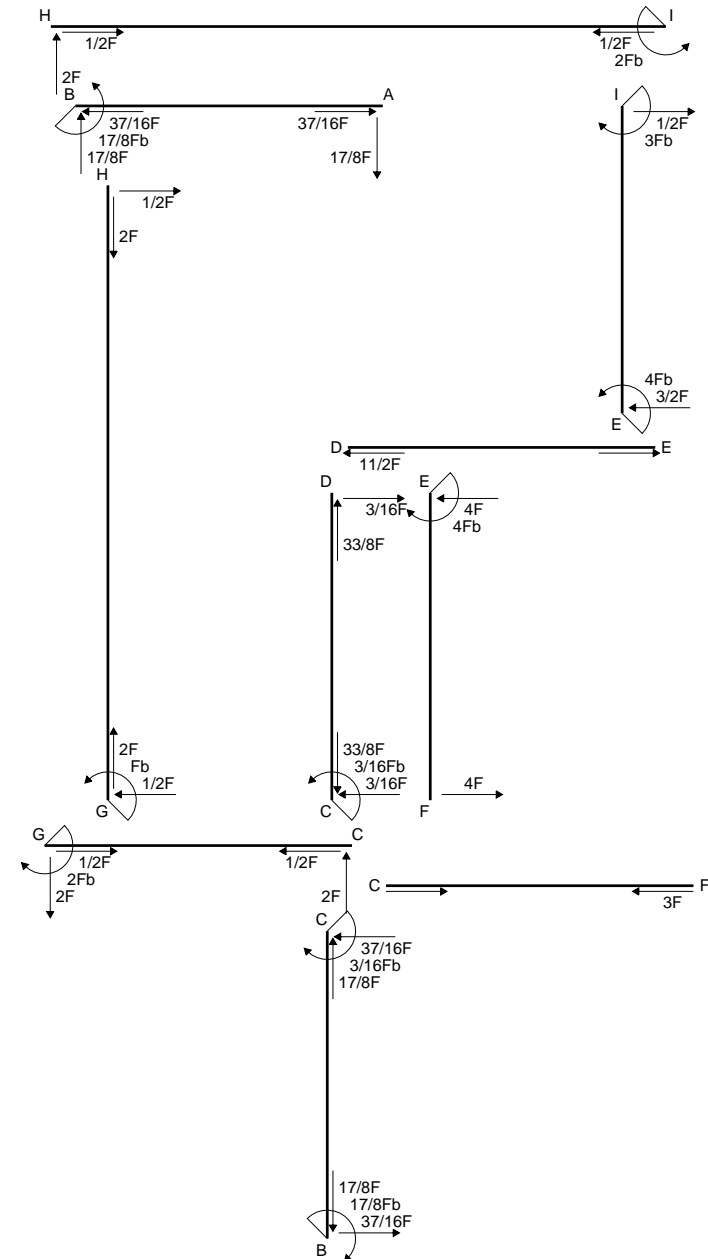 H I
1/2F 1/2F
2Fb
2F
B A I
37/16F 37/16F 1/2F
17/8Fb 3Fb
17/8F 17/8F
H
1/2F
2F
4Fb
3/2F
E
D E
11/2F
D E
3/16F 4F
4Fb
33/8F
2F 33/8F
Fb 3/16Fb
1/2F 3/16F 4F
G C F
G C
1/2F 1/2F
2Fb
2F 2F
C F
3F
C
37/16F
3/16Fb
17/8F
17/8F
17/8Fb
37/16F
B